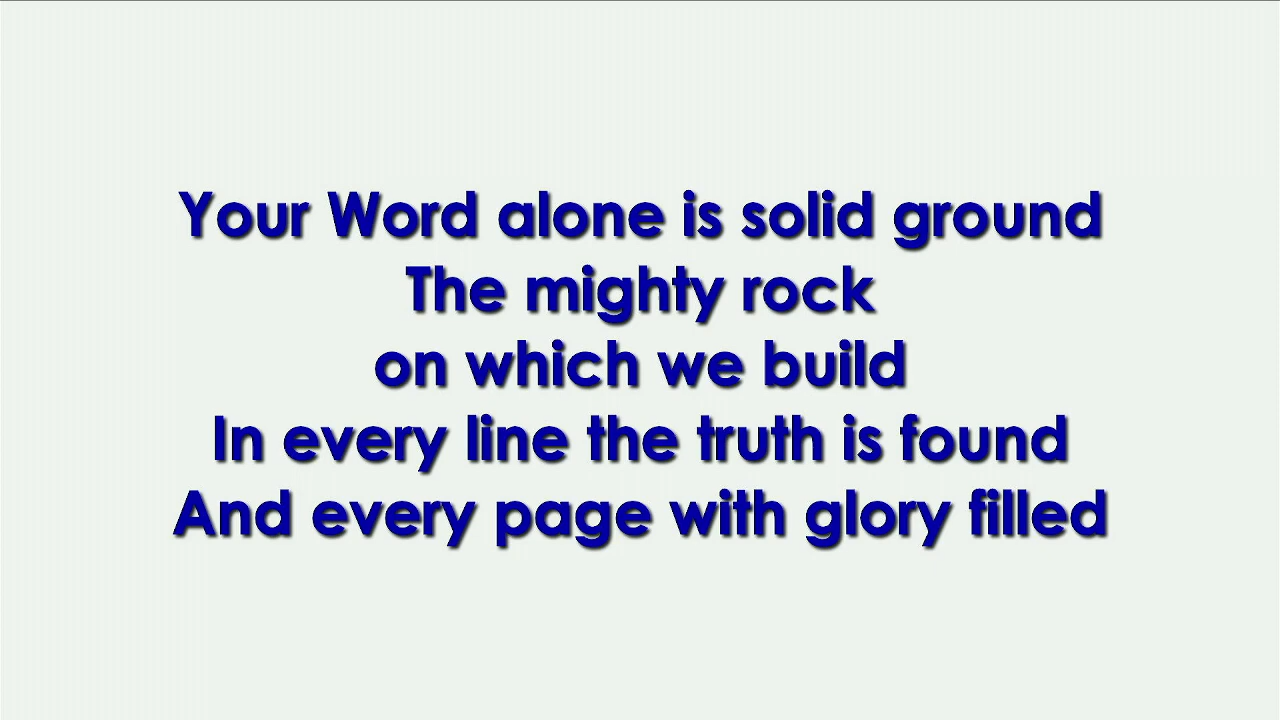 Your Word alone is solid ground
The mighty rock
on which we build
In every line the truth is found
And every page with glory filled